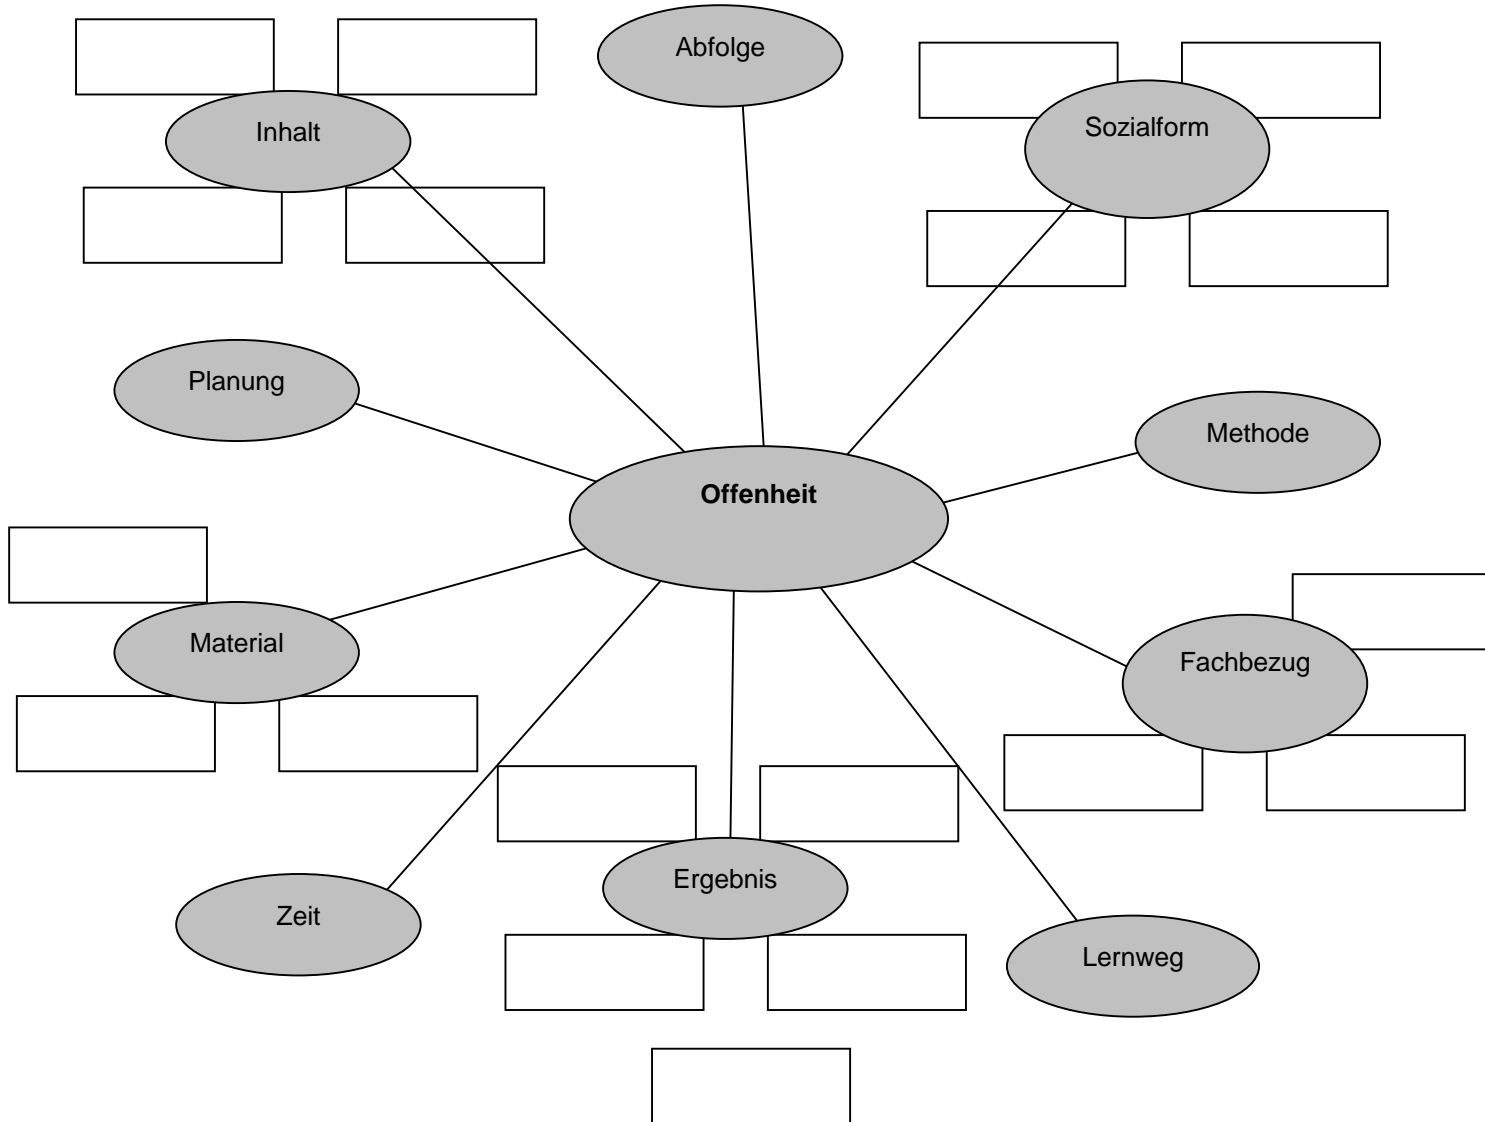 Abfolge
Inhalt
Sozialform
Planung
Methode
Offenheit
Material
Fachbezug
Ergebnis
Zeit
Lernweg